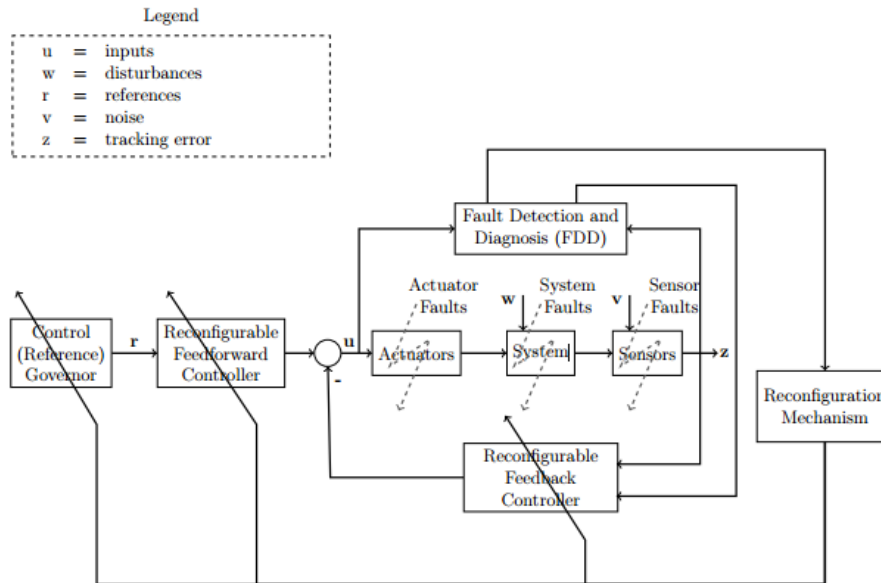 Legend
u = inputs
w = disturbances
r = references
v = noise
z = tracking error
Fault Detection and
Diagnosis (FDD)
Actuator
Faults
System
Faults
Sensor
Faults
w
v
Control
(Reference)
Governor
r
Reconfigurable
Feedforward
Controller
u
-
Actuators
System
Sensors
z
Reconfiguration
Mechanism
Reconfigurable
Feedback
Controller